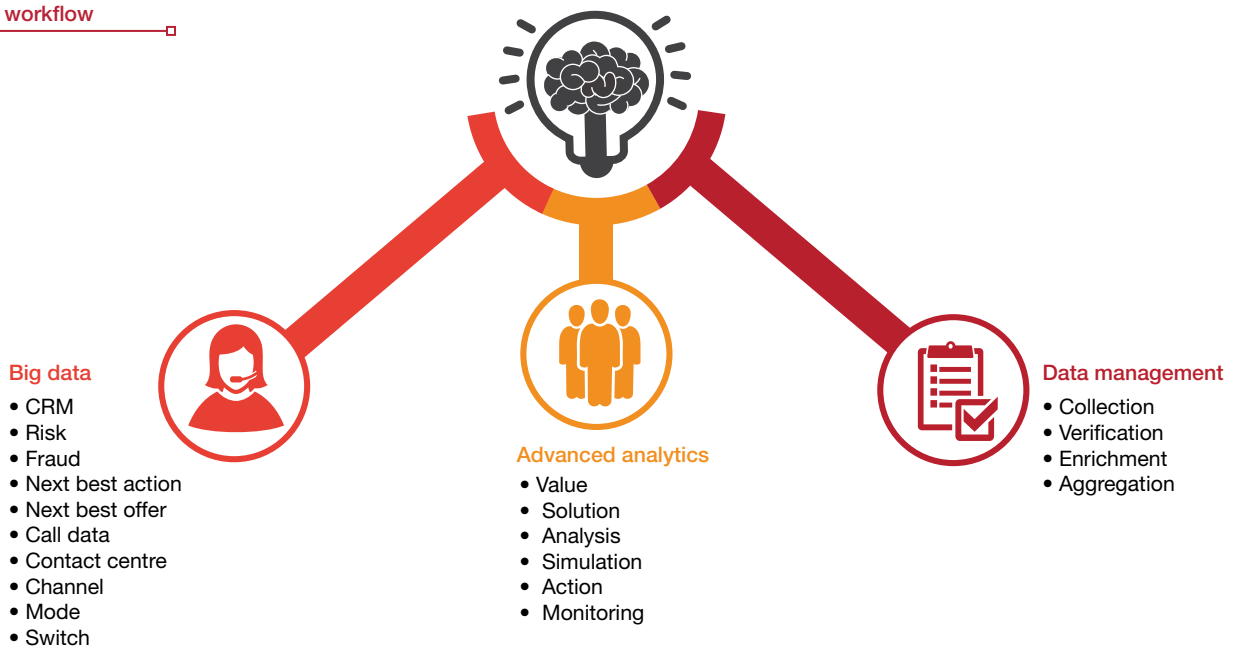 workflow
Big data
• CRM
• Risk
• Fraud
• Next best action
• Next best offer
• Call data
• Contact centre
• Channel
• Mode
• Switch
Advanced analytics
• Value
• Solution
• Analysis
• Simulation
• Action
• Monitoring
Data management
• Collection
• Verification
• Enrichment
• Aggregation